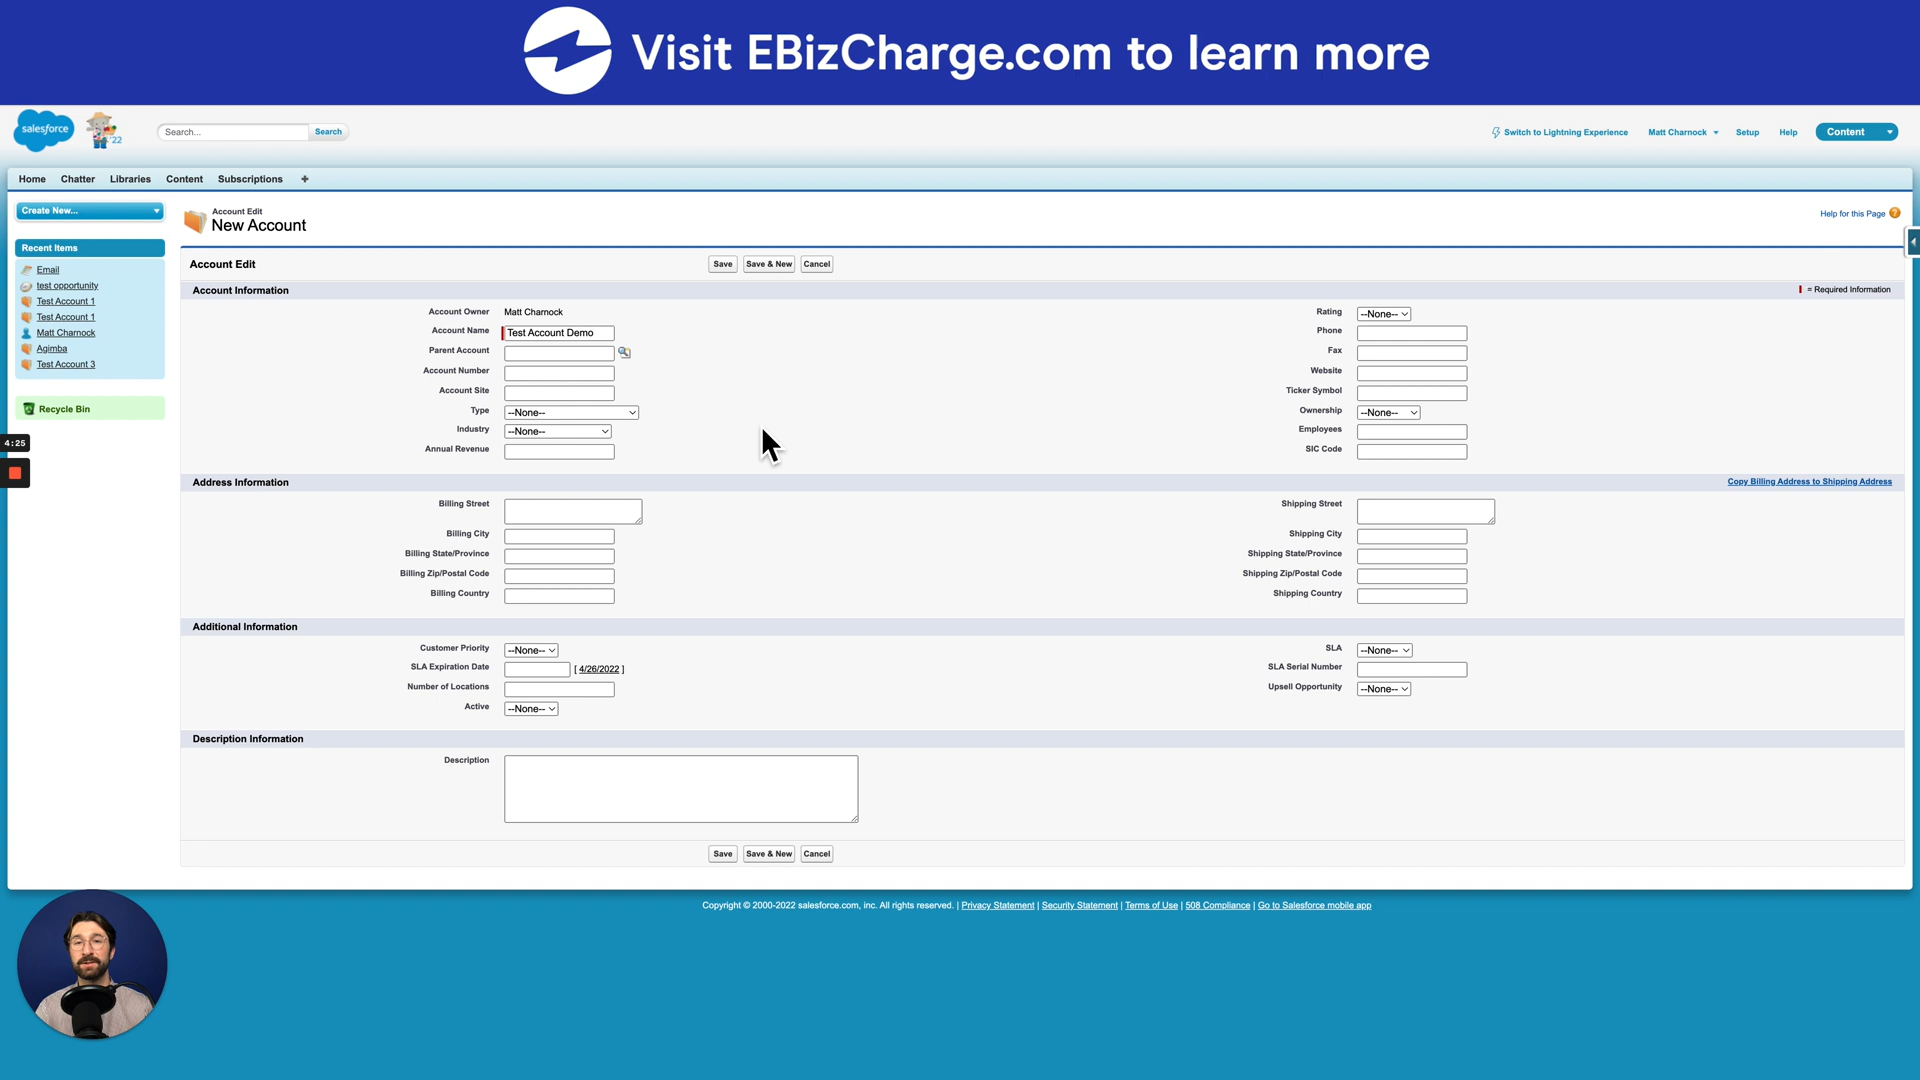 Visit EBizCharge.com to learn more
salesforce
'22
Search...
Search
Switch to Lightning Experience
Matt Charnock
Setup
Help
Content
Home
Chatter
Libraries
Content
Subscriptions
+
Create New...
Recent Items
Email
test opportunity
Test Account 1
Test Account 1
Matt Charnock
Agimba
Test Account 3
Recycle Bin
4:25
Account Edit
New Account
Help for this Page ?
Account Edit
Save
Save & New
Cancel
Account Information
= Required Information
Account Owner
Matt Charnock
Account Name
Test Account Demo
Parent Account
Account Number
Account Site
Type
--None--
Industry
--None--
Annual Revenue
Rating
--None--
Phone
Fax
Website
Ticker Symbol
Ownership
--None--
Employees
SIC Code
Address Information
Copy Billing Address to Shipping Address
Billing Street
Billing City
Billing State/Province
Billing Zip/Postal Code
Billing Country
Shipping Street
Shipping City
Shipping State/Province
Shipping Zip/Postal Code
Shipping Country
Additional Information
Customer Priority
--None--
SLA Expiration Date
[ 4/26/2022 ]
Number of Locations
Active
--None--
SLA
--None--
SLA Serial Number
Upsell Opportunity
--None--
Description Information
Description
Save
Save & New
Cancel
Copyright © 2000-2022 salesforce.com, inc. All rights reserved. | Privacy Statement | Security Statement | Terms of Use | 508 Compliance | Go to Salesforce mobile app